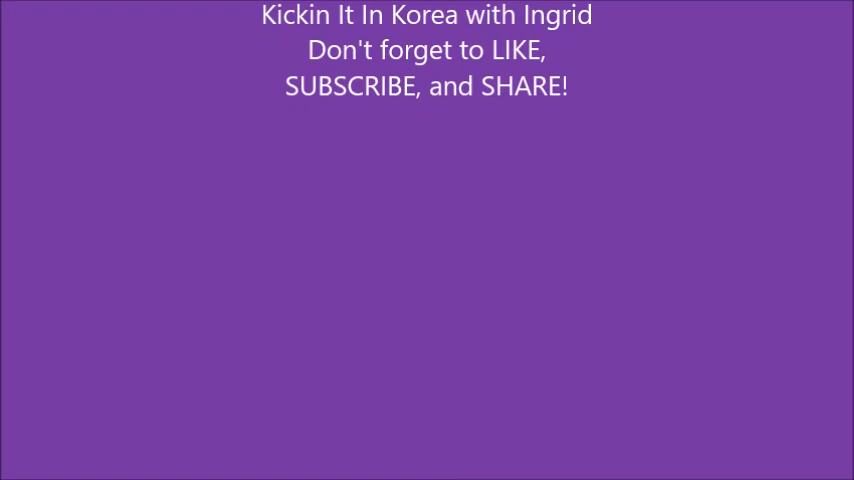 Kickin It In Korea with Ingrid
Don't forget to LIKE,
SUBSCRIBE, and SHARE!